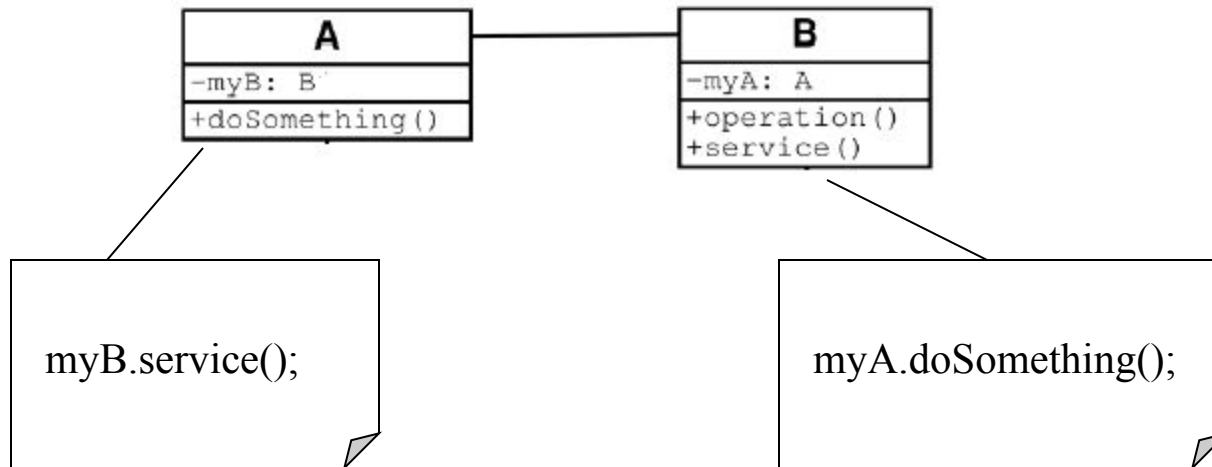 A
-myB: B
+doSomething()
B
-myA: A
+operation()
+service()
myB.service();
myA.doSomething();